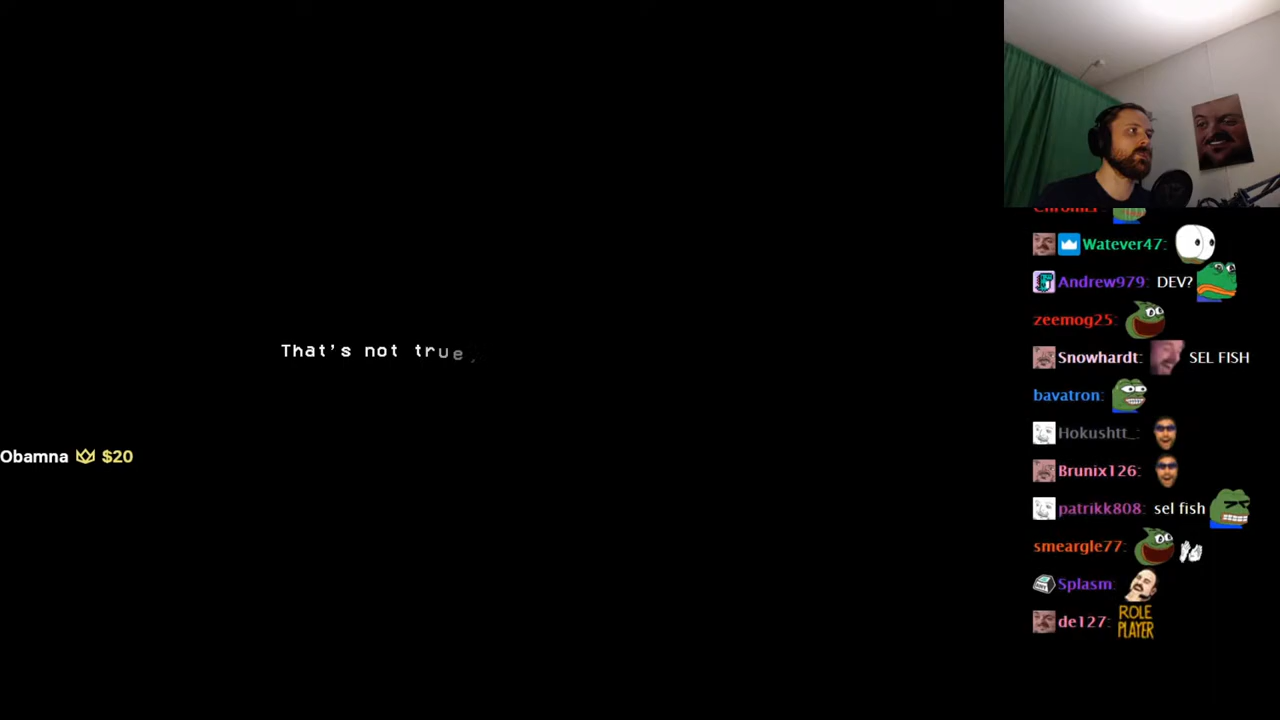 That's not true,
Obamna $20
Watever47:
Andrew979: DEV?
zeemog25:
Snowhardt: SEL FISH
bavatron:
Hokushtt_:
Brunix126:
patrikk808: sel fish
smeargle77:
Splasm:
de127: ROLE PLAYER